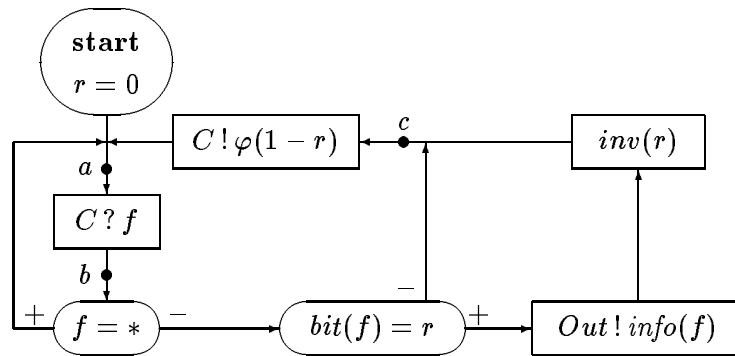 start
r = 0
c
C ! φ(1 − r)
inv(r)
a
C ? f
b
+
f = ∗
−
bit(f) = r
−
+
Out ! info(f)